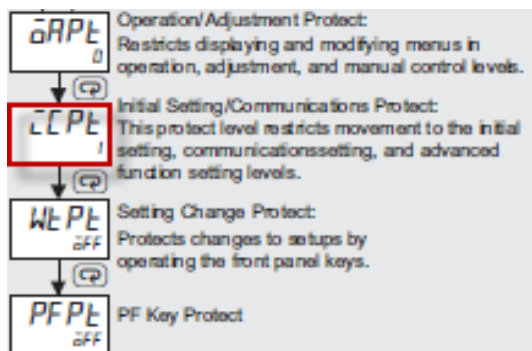 oAPt
0
Operation/Adjustment Protect:
Restricts displaying and modifying menus in
operation, adjustment, and manual control levels.
ICPt
1
Initial Setting/Communications Protect:
This protect level restricts movement to the initial
setting, communicationssetting, and advanced
function setting levels.
WtPt
oFF
Setting Change Protect:
Protects changes to setups by
operating the front panel keys.
PFPt
oFF
PF Key Protect